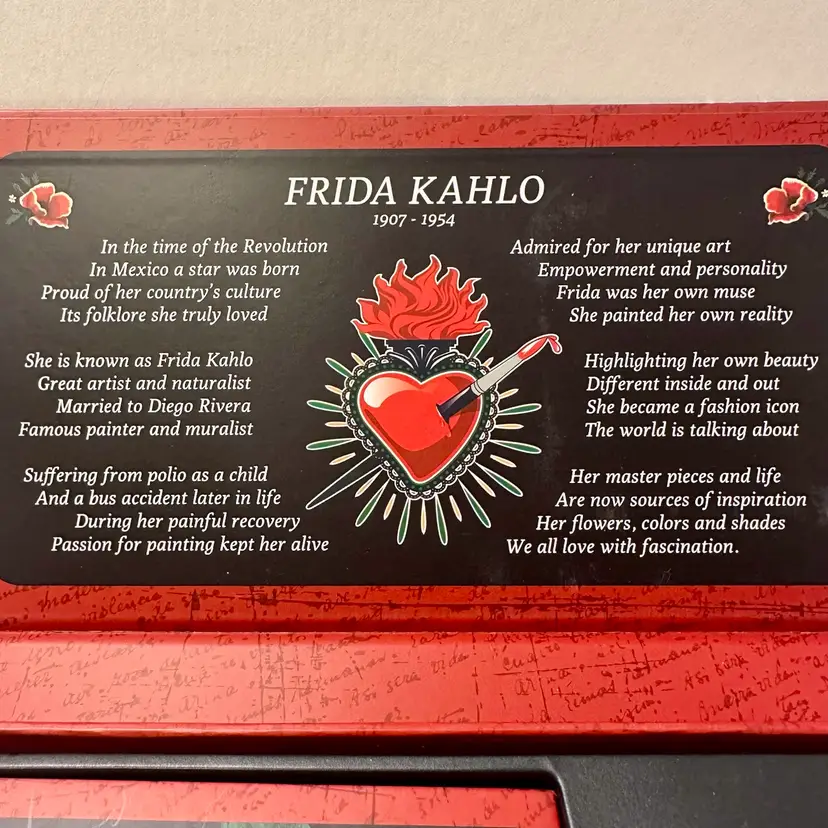 FRIDA KAHLO
1907 - 1954
In the time of the Revolution
In Mexico a star was born
Proud of her country's culture
Its folklore she truly loved
She is known as Frida Kahlo
Great artist and naturalist
Married to Diego Rivera
Famous painter and muralist
Suffering from polio as a child
And a bus accident later in life
During her painful recovery
Passion for painting kept her alive
Admired for her unique art
Empowerment and personality
Frida was her own muse
She painted her own reality
Highlighting her own beauty
Different inside and out
She became a fashion icon
The world is talking about
Her master pieces and life
Are now sources of inspiration
Her flowers, colors and shades
We all love with fascination.